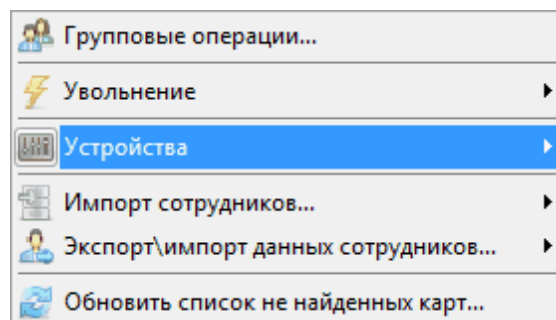 Групповые операции...
Увольнение
Устройства
Импорт сотрудников...
Экспорт\импорт данных сотрудников...
Обновить список не найденных карт...